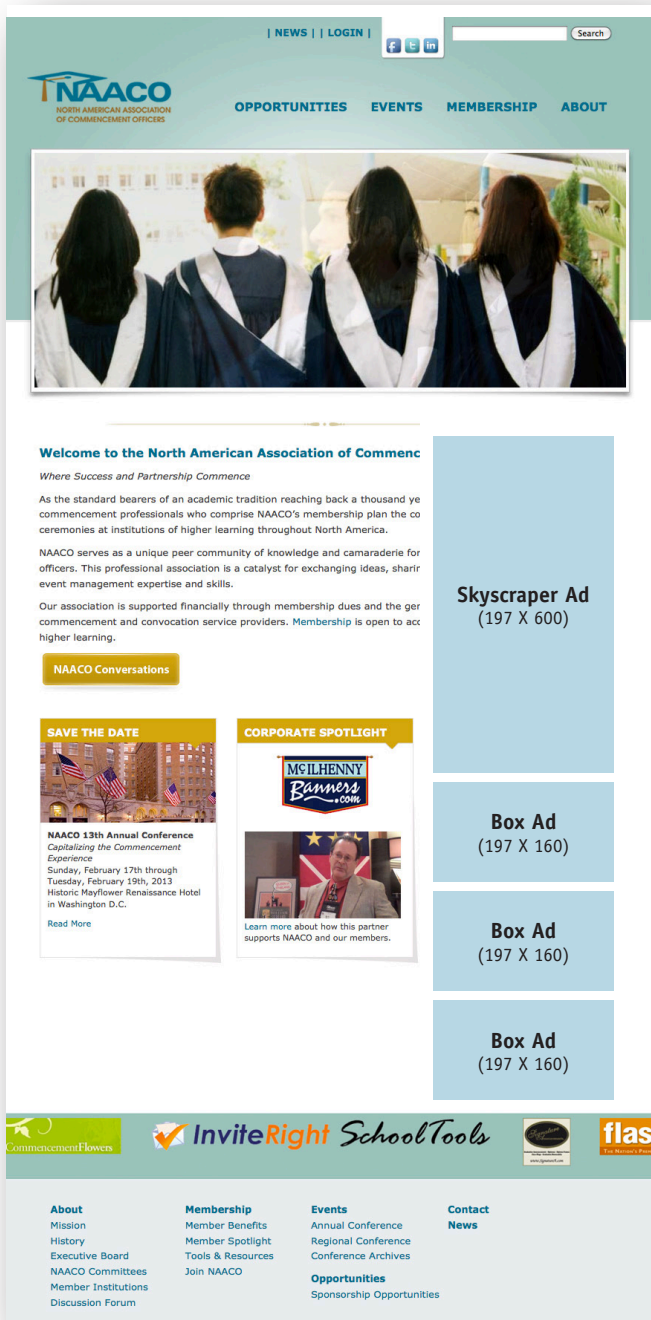 | NEWS | | LOGIN |
Search
NAACO
NORTH AMERICAN ASSOCIATION
OF COMMENCEMENT OFFICERS
OPPORTUNITIES EVENTS MEMBERSHIP ABOUT
Welcome to the North American Association of Commenc
Where Success and Partnership Commence
As the standard bearers of an academic tradition reaching back a thousand ye
commencement professionals who comprise NAACO's membership plan the co
ceremonies at institutions of higher learning throughout North America.
NAACO serves as a unique peer community of knowledge and camaraderie for
officers. This professional association is a catalyst for exchanging ideas, sharin
event management expertise and skills.
Our association is supported financially through membership dues and the ger
commencement and convocation service providers. Membership is open to acc
higher learning.
NAACO Conversations
SAVE THE DATE
NAACO 13th Annual Conference
Capitalizing the Commencement
Experience
Sunday, February 17th through
Tuesday, February 19th, 2013
Historic Mayflower Renaissance Hotel
in Washington D.C.
Read More
CORPORATE SPOTLIGHT
McILHENNY
Banners
.com
Learn more about how this partner
supports NAACO and our members.
Skyscraper Ad
(197 X 600)
Box Ad
(197 X 160)
Box Ad
(197 X 160)
Box Ad
(197 X 160)
CommencementFlowers
InviteRight
SchoolTools
Signature
flas
THE NATION'S
About
Mission
History
Executive Board
NAACO Committees
Member Institutions
Discussion Forum
Membership
Member Benefits
Member Spotlight
Tools & Resources
Join NAACO
Events
Annual Conference
Regional Conference
Conference Archives
Opportunities
Sponsorship Opportunities
Contact
News